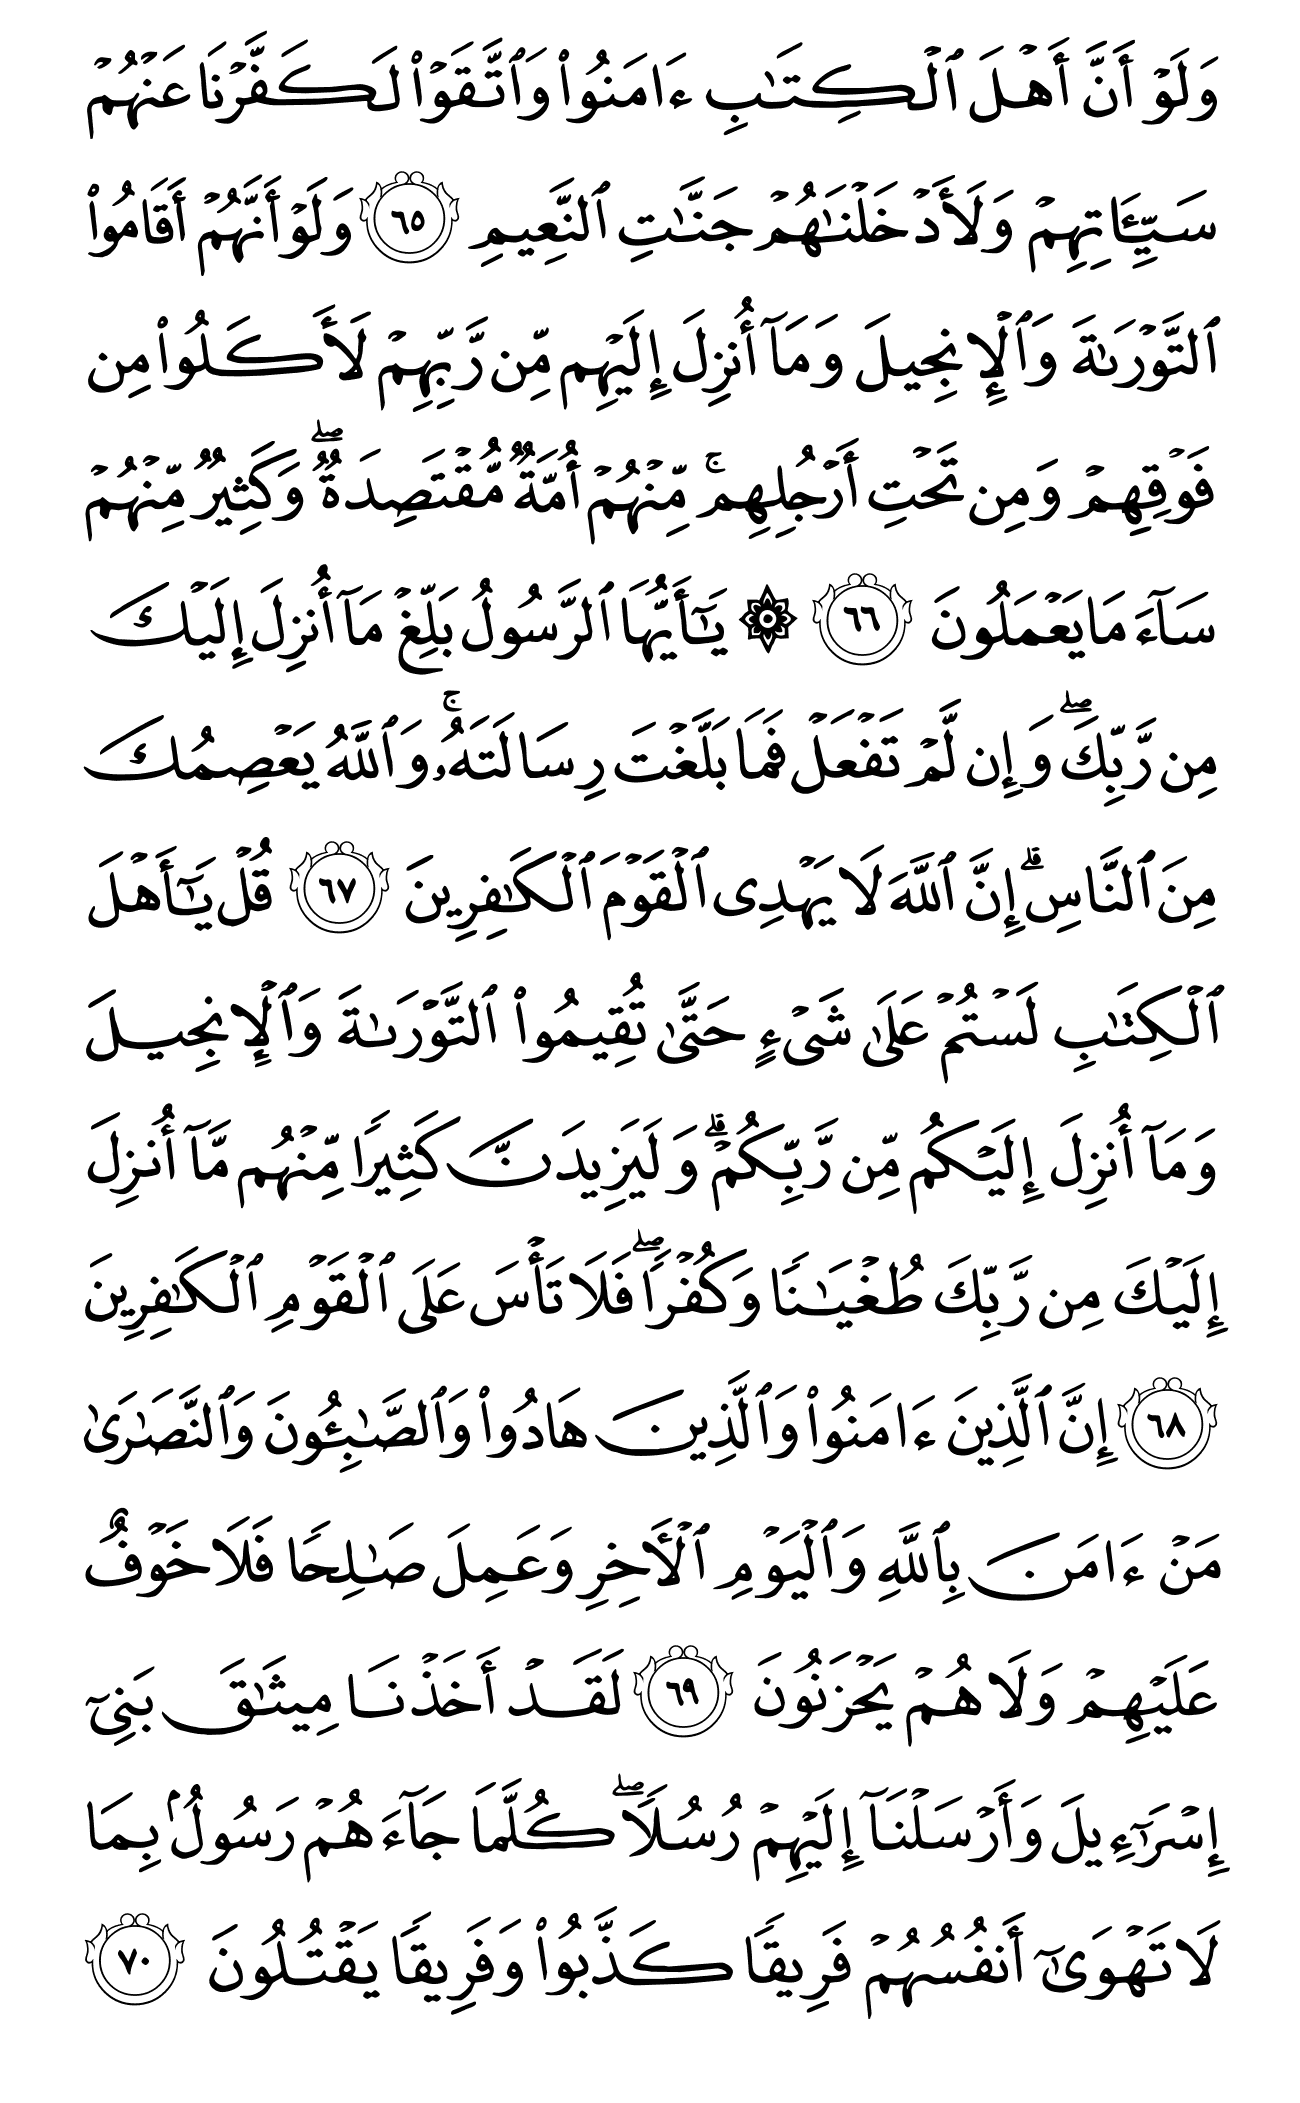 وَلَوۡ أَنَّ أَهۡلَ ٱلۡكِتَٰبِ ءَامَنُواْ وَٱتَّقَوۡاْ لَكَفَّرۡنَا عَنۡهُمۡ
سَيِّـَٔاتِهِمۡ وَلَأَدۡخَلۡنَٰهُمۡ جَنَّٰتِ ٱلنَّعِيمِ ٦٥ وَلَوۡ أَنَّهُمۡ أَقَامُواْ
ٱلتَّوۡرَىٰةَ وَٱلۡإِنجِيلَ وَمَآ أُنزِلَ إِلَيۡهِم مِّن رَّبِّهِمۡ لَأَكَلُواْ مِن
فَوۡقِهِمۡ وَمِن تَحۡتِ أَرۡجُلِهِمۚ مِّنۡهُمۡ أُمَّةٞ مُّقۡتَصِدَةٞۖ وَكَثِيرٞ مِّنۡهُمۡ
سَآءَ مَا يَعۡمَلُونَ ٦٦ ۞ يَٰٓأَيُّهَا ٱلرَّسُولُ بَلِّغۡ مَآ أُنزِلَ إِلَيۡكَ
مِن رَّبِّكَۖ وَإِن لَّمۡ تَفۡعَلۡ فَمَا بَلَّغۡتَ رِسَالَتَهُۥۚ وَٱللَّهُ يَعۡصِمُكَ
مِنَ ٱلنَّاسِۗ إِنَّ ٱللَّهَ لَا يَهۡدِى ٱلۡقَوۡمَ ٱلۡكَٰفِرِينَ ٦٧ قُلۡ يَٰٓأَهۡلَ
ٱلۡكِتَٰبِ لَسۡتُمۡ عَلَىٰ شَىۡءٍ حَتَّىٰ تُقِيمُواْ ٱلتَّوۡرَىٰةَ وَٱلۡإِنجِيلَ
وَمَآ أُنزِلَ إِلَيۡكُم مِّن رَّبِّكُمۡۗ وَلَيَزِيدَنَّ كَثِيرٗا مِّنۡهُم مَّآ أُنزِلَ
إِلَيۡكَ مِن رَّبِّكَ طُغۡيَٰنٗا وَكُفۡرٗاۖ فَلَا تَأۡسَ عَلَى ٱلۡقَوۡمِ ٱلۡكَٰفِرِينَ
٦٨ إِنَّ ٱلَّذِينَ ءَامَنُواْ وَٱلَّذِينَ هَادُواْ وَٱلصَّٰبِـُٔونَ وَٱلنَّصَٰرَىٰ
مَنۡ ءَامَنَ بِٱللَّهِ وَٱلۡيَوۡمِ ٱلۡأٓخِرِ وَعَمِلَ صَٰلِحٗا فَلَا خَوۡفٌ
عَلَيۡهِمۡ وَلَا هُمۡ يَحۡزَنُونَ ٦٩ لَقَدۡ أَخَذۡنَا مِيثَٰقَ بَنِىٓ
إِسۡرَٰٓءِيلَ وَأَرۡسَلۡنَآ إِلَيۡهِمۡ رُسُلٗاۖ كُلَّمَا جَآءَهُمۡ رَسُولُۢ بِمَا
لَا تَهۡوَىٰٓ أَنفُسُهُمۡ فَرِيقٗا كَذَّبُواْ وَفَرِيقٗا يَقۡتُلُونَ ٧٠